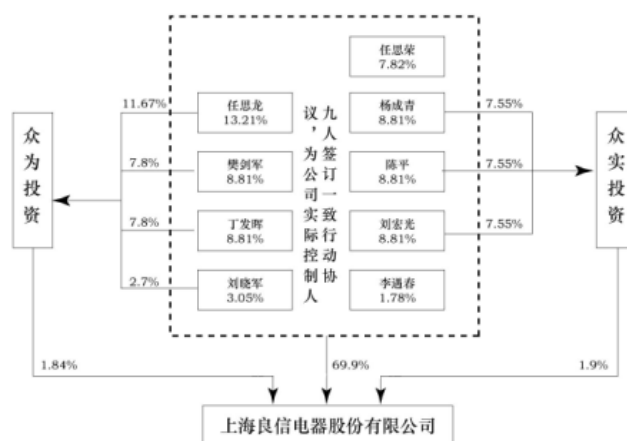 任思荣
7.82%
11.67%
任思龙
13.21%
杨成青
8.81%
7.55%
众为投资
7.8%
樊剑军
8.81%
九人签订一致行动协
议，为公司实际控制人
陈平
8.81%
7.55%
众实投资
7.8%
丁发晖
8.81%
刘宏光
8.81%
7.55%
2.7%
刘晓军
3.05%
李遇春
1.78%
1.84%
69.9%
1.9%
上海良信电器股份有限公司